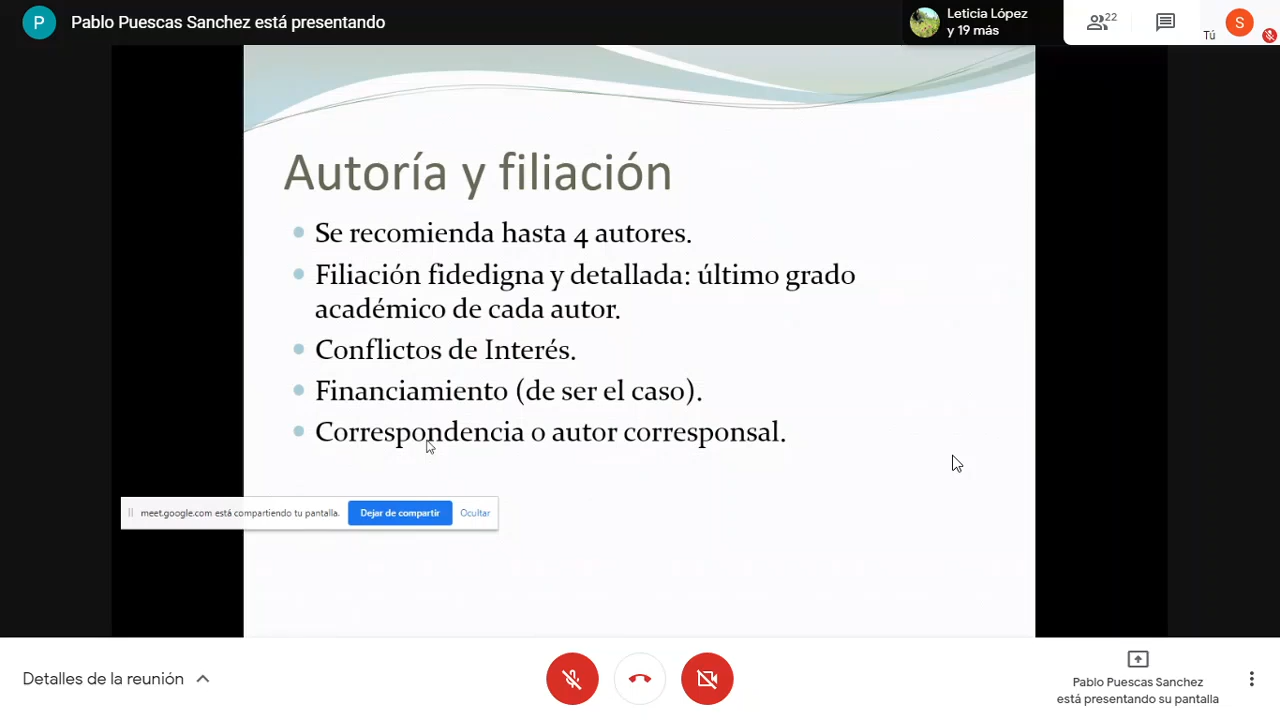 P
Pablo Puescas Sanchez está presentando
Leticia López
y 19 más
22
Tú
S
Autoría y filiación
Se recomienda hasta 4 autores.
Filiación fidedigna y detallada: último grado
académico de cada autor.
Conflictos de Interés.
Financiamiento (de ser el caso).
Correspondencia o autor corresponsal.
meet.google.com está compartiendo tu pantalla.
Dejar de compartir
Ocultar
Detalles de la reunión
Pablo Puescas Sanchez
está presentando su pantalla